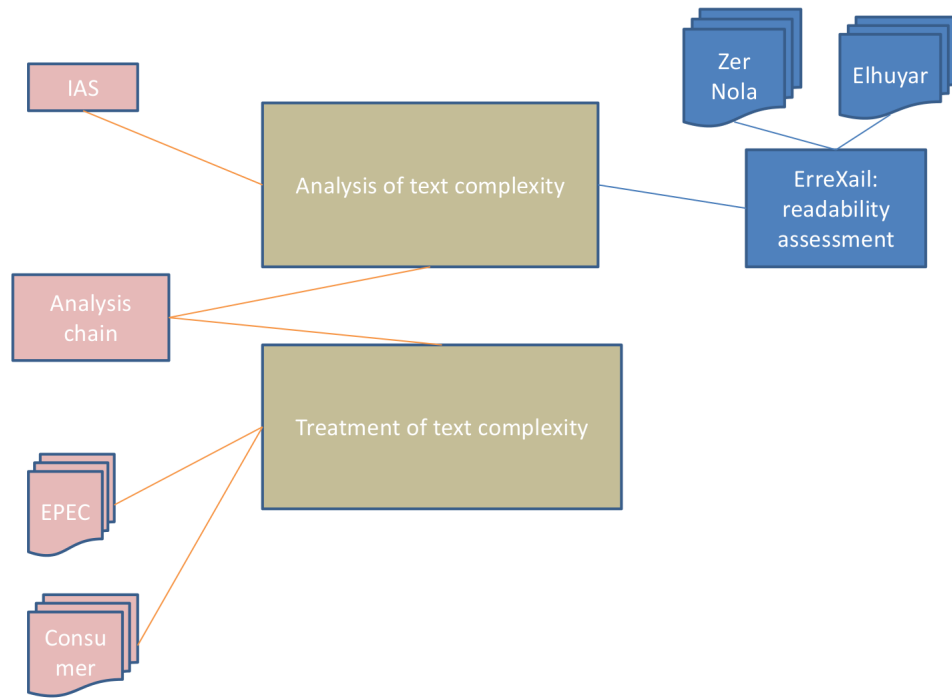 Zer
Nola
Elhuyar
IAS
Analysis of text complexity
ErreXail:
readability
assessment
Analysis
chain
Treatment of text complexity
EPEC
Consu
mer